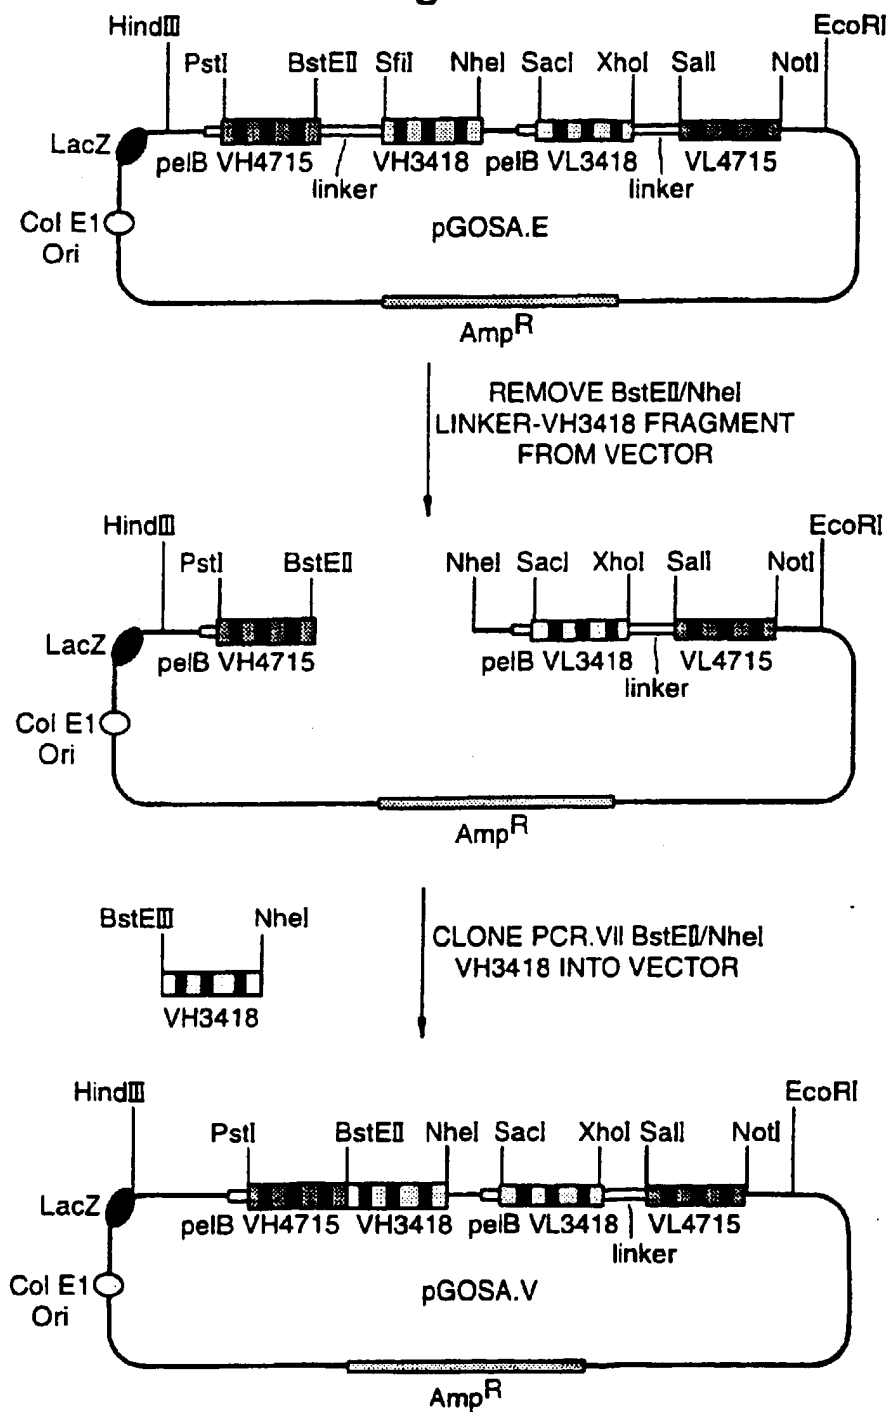 HindIII EcoRI
PstI BstEII SfiI NheI SacI XhoI SalI NotI
LacZ
pelB VH4715 VH3418 pelB VL3418 VL4715
linker linker
Col E1
Ori
pGOSA.E
AmpR
REMOVE BstEII/NheI
LINKER-VH3418 FRAGMENT
FROM VECTOR
HindIII EcoRI
PstI BstEII NheI SacI XhoI SalI NotI
LacZ
pelB VH4715 pelB VL3418 VL4715
linker
Col E1
Ori
AmpR
BstEIII NheI
VH3418
CLONE PCR.VII BstEII/NheI
VH3418 INTO VECTOR
HindIII EcoRI
PstI BstEII NheI SacI XhoI SalI NotI
LacZ
pelB VH4715 VH3418 pelB VL3418 VL4715
linker
Col E1
Ori
pGOSA.V
AmpR